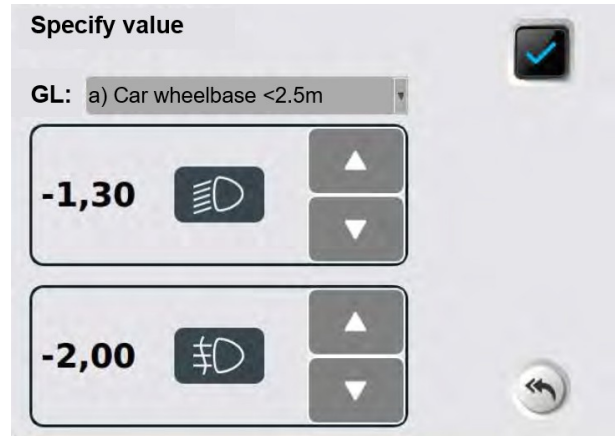 Specify value
GL: a) Car wheelbase <2.5m
-1,30
-2,00